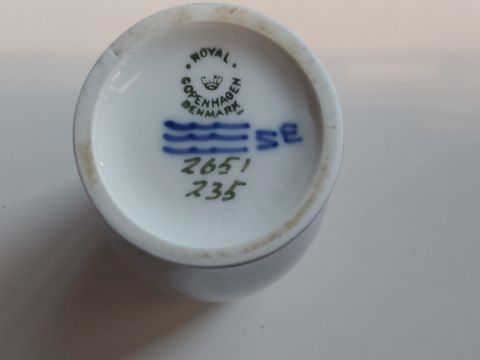 ROYAL
COPENHAGEN
DENMARK
SE
2651
235